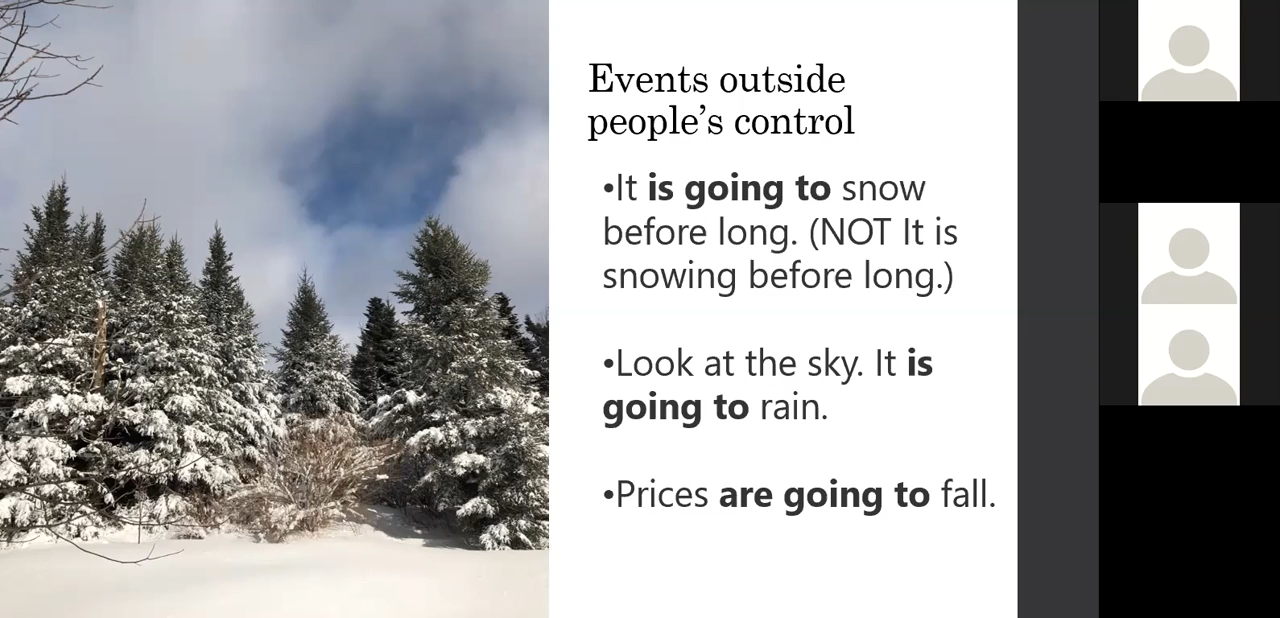 Events outside
people’s control
•It is going to snow
before long. (NOT It is
snowing before long.)
•Look at the sky. It is
going to rain.
•Prices are going to fall.